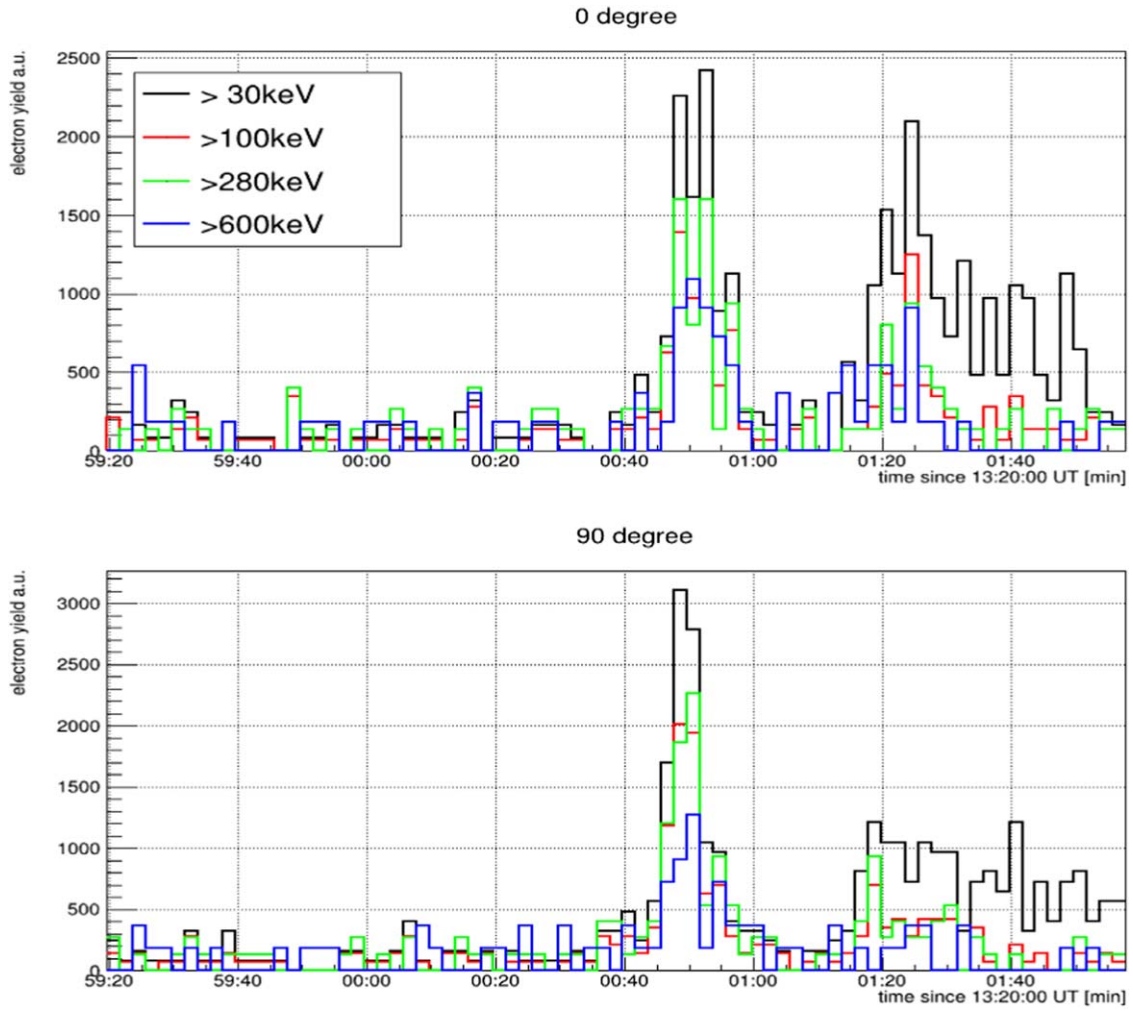 0 degree
electron yield a.u.
2500
2000
1500
1000
500
0
> 30keV
>100keV
>280keV
>600keV
59:20 59:40 00:00 00:20 00:40 01:00 01:20 01:40
time since 13:20:00 UT [min]
90 degree
electron yield a.u.
3000
2500
2000
1500
1000
500
0
59:20 59:40 00:00 00:20 00:40 01:00 01:20 01:40
time since 13:20:00 UT [min]